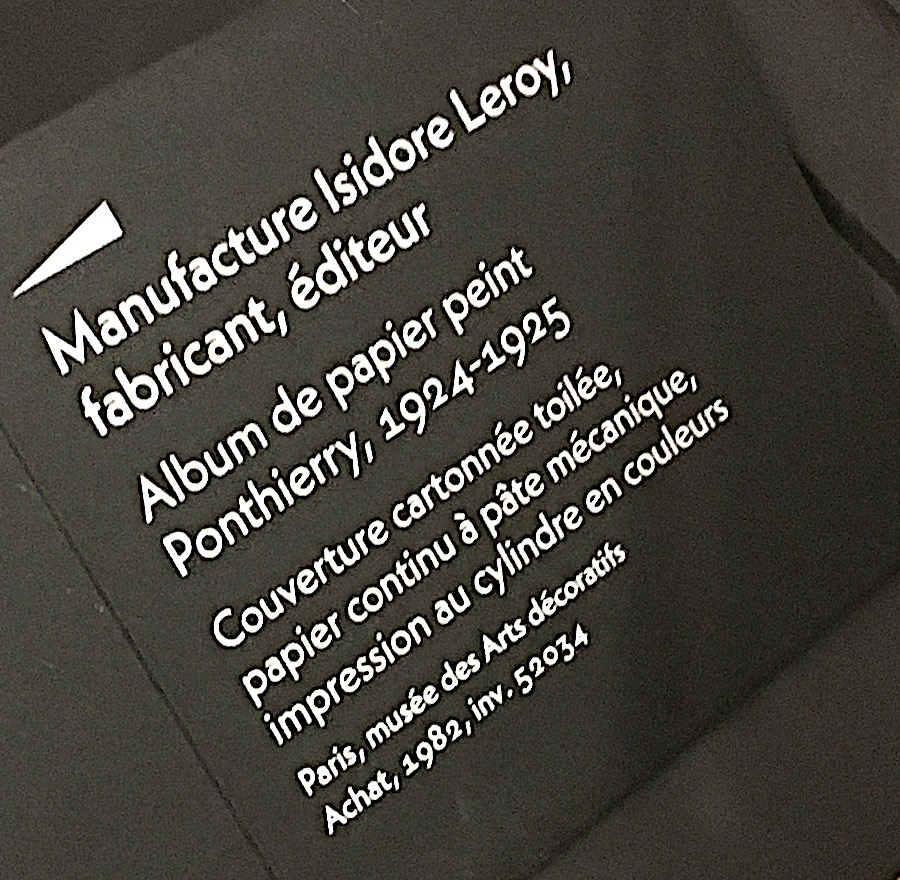 Manufacture Isidore Leroy,
fabricant, éditeur
Album de papier peint
Ponthierry, 1924-1925
Couverture cartonnée toilée,
papier continu à pâte mécanique,
impression au cylindre en couleurs
Paris, musée des Arts décoratifs
Achat, 1982, inv. 52034